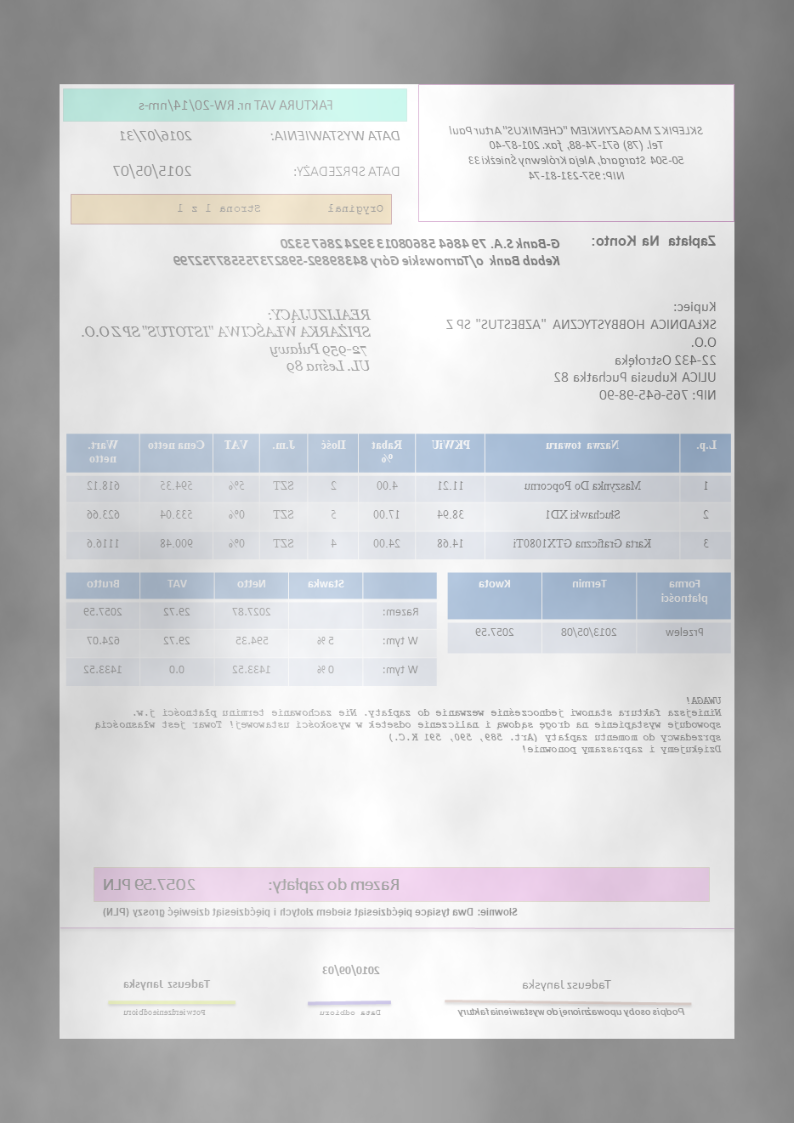 SKLEPIK Z MAGAZYNKIEM "CHEMIKUS" Artur Paul
Tel. (78) 671-74-88, fax. 201-87-40
50-504 Stargard, Aleja Królewny Śnieżki 33
NIP: 957-231-81-74
FAKTURA VAT nr. RW-20/14/nm-s
DATA WYSTAWIENIA: 2016/07/31
DATA SPRZEDAŻY: 2015/05/07
Oryginał Strona 1 z 1
Zapłata Na Konto: G-Bank S.A. 79 4864 5860 8013 3924 2867 5320
Kebab Bank o/Tarnowskie Góry 84389892-598273755587752799
Kupiec:
SKŁADNICA HOBBYSTYCZNA "AZBESTUS" SP Z
O.O.
22-432 Ostrołęka
ULICA Kubusia Puchatka 82
NIP: 765-645-98-90
REALIZUJĄCY:
SPIŻARKA WŁAŚCIWA "ISTOTUS" SP Z O.O.
72-959 Puławy
UL. Leśna 89
L.p. Nazwa towaru PKWiU Rabat % Ilość J.m. VAT Cena netto Wart. netto
1 Maszynka Do Popcornu 11.21 4.00 2 SZT 5% 594.35 618.12
2 Słuchawki XD1 38.94 17.00 5 SZT 0% 533.04 623.66
3 Karta Graficzna GTX1080Ti 14.68 24.00 4 SZT 0% 900.48 1116.6
Forma płatności Termin Kwota
Przelew 2013/05/08 2057.59
Stawka Netto VAT Brutto
Razem: 2027.87 29.72 2057.59
W tym: 5 % 594.35 29.72 624.07
W tym: 0 % 1433.52 0.0 1433.52
UWAGA!
Niniejsza faktura stanowi jednocześnie wezwanie do zapłaty. Nie zachowanie terminu płatności j.w.
spowoduje wystąpienie na drogę sądową i naliczenie odsetek w wysokości ustawowej! Towar jest własnością
sprzedawcy do momentu zapłaty (Art. 589, 590, 591 K.C.)
Dziękujemy i zapraszamy ponownie!
Razem do zapłaty: 2057.59 PLN
Słownie: Dwa tysiące pięćdziesiąt siedem złotych i pięćdziesiąt dziewięć groszy (PLN)
Tadeusz Janyska
Podpis osoby upoważnionej do wystawienia faktury
2010/09/03
Data odbioru
Tadeusz Janyska
Potwierdzenie odbioru